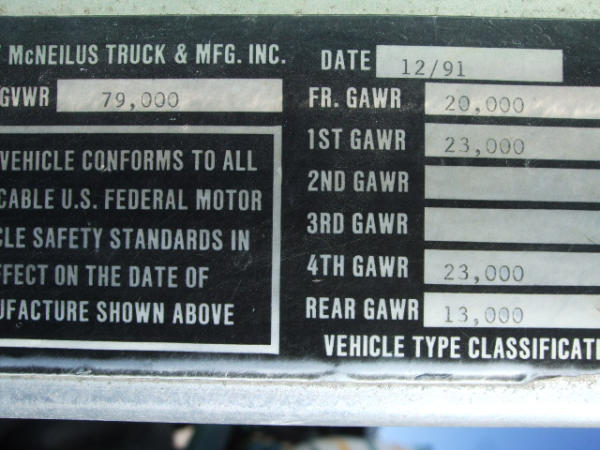 McNEILUS TRUCK & MFG. INC.
GVWR 79,000
VEHICLE CONFORMS TO ALL
CABLE U.S. FEDERAL MOTOR
CLE SAFETY STANDARDS IN
FFECT ON THE DATE OF
UFACTURE SHOWN ABOVE
DATE 12/91
FR. GAWR 20,000
1ST GAWR 23,000
2ND GAWR
3RD GAWR
4TH GAWR 23,000
REAR GAWR 13,000
VEHICLE TYPE CLASSIFICATI